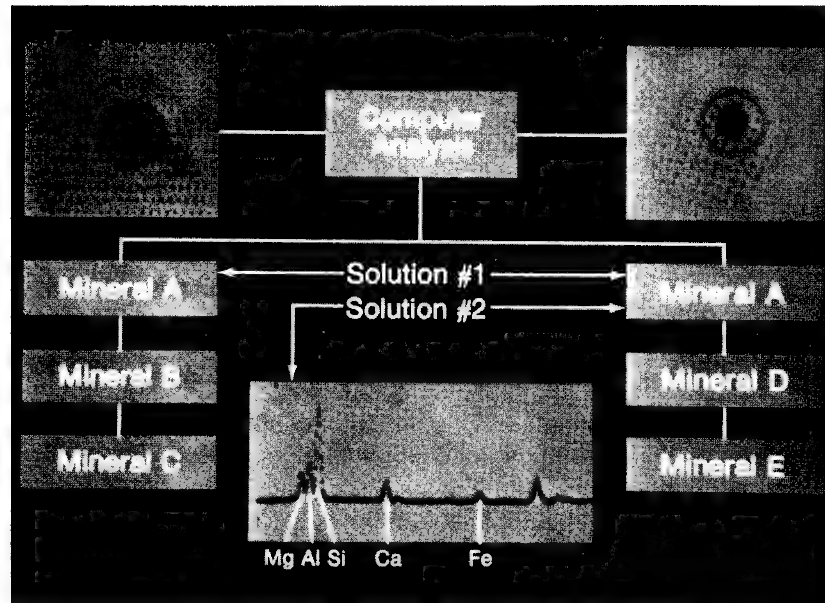 Computer
Analysis
Solution #1
Solution #2
Mineral A
Mineral B
Mineral C
Mineral A
Mineral D
Mineral E
Mg Al Si Ca Fe